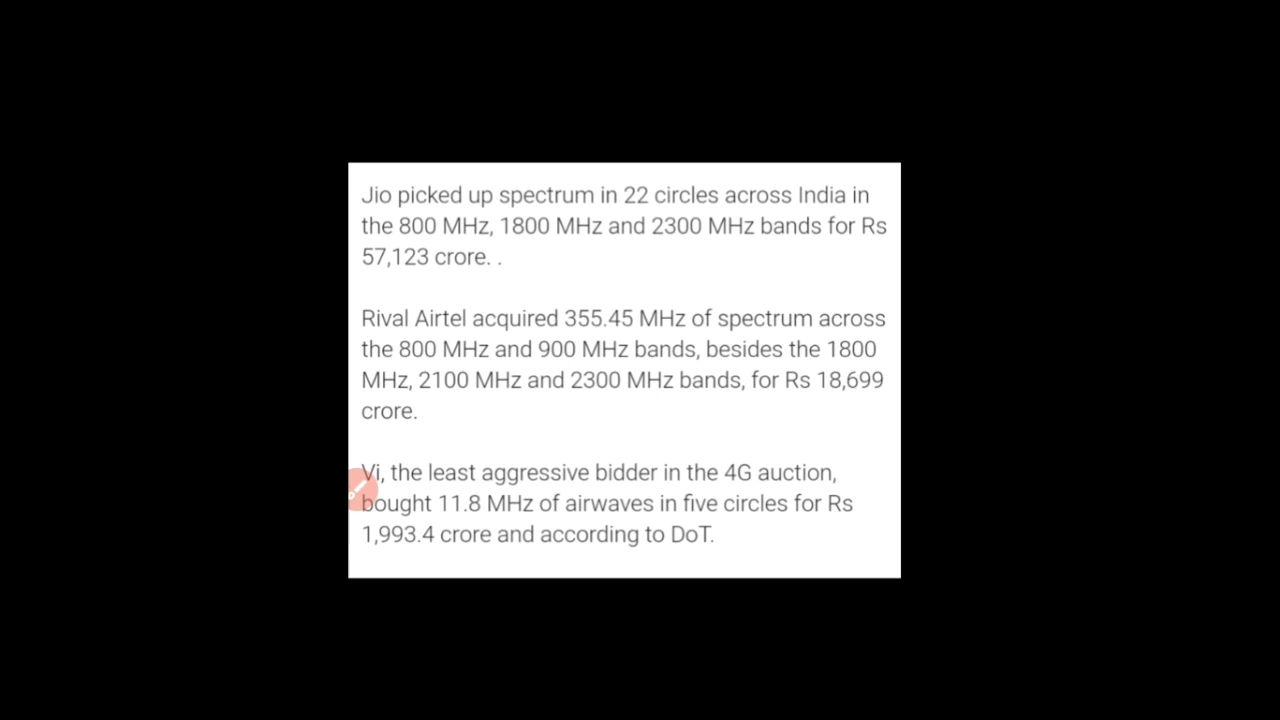 Jio picked up spectrum in 22 circles across India in
the 800 MHz, 1800 MHz and 2300 MHz bands for Rs
57,123 crore. .
Rival Airtel acquired 355.45 MHz of spectrum across
the 800 MHz and 900 MHz bands, besides the 1800
MHz, 2100 MHz and 2300 MHz bands, for Rs 18,699
crore.
Vi, the least aggressive bidder in the 4G auction,
bought 11.8 MHz of airwaves in five circles for Rs
1,993.4 crore and according to DoT.